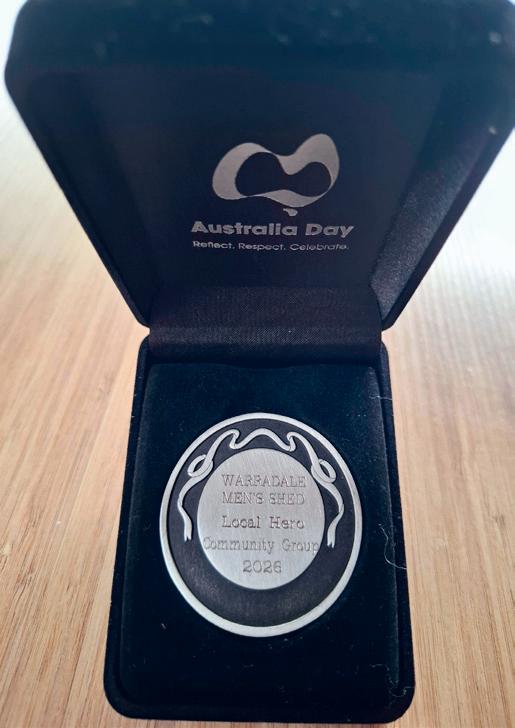 Australia Day
Reflect. Respect. Celebrate.
WARRADALE
MEN'S SHED
Local Hero
Community Group
2026